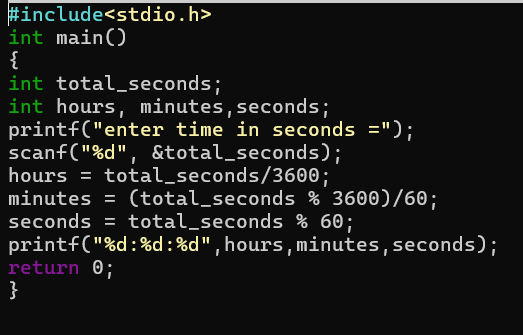 #include<stdio.h>
int main()
{
int total_seconds;
int hours, minutes,seconds;
printf("enter time in seconds =");
scanf("%d", &total_seconds);
hours = total_seconds/3600;
minutes = (total_seconds % 3600)/60;
seconds = total_seconds % 60;
printf("%d:%d:%d",hours,minutes,seconds);
return 0;
}